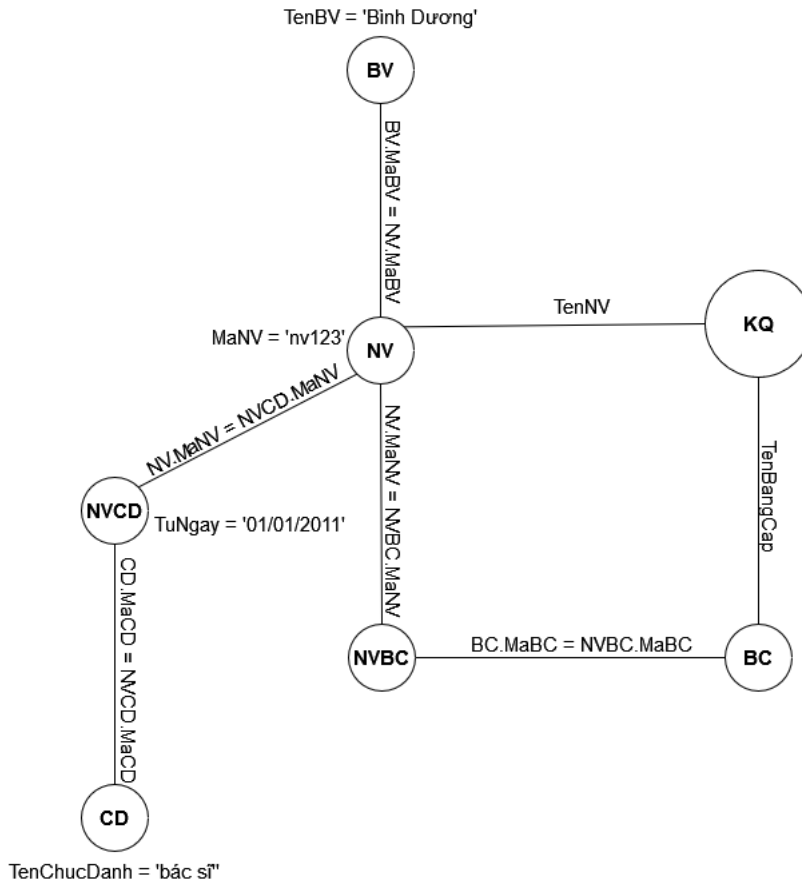 TenBV = 'Bình Dương'
BV
BV.MaBV = NV.MaBV
TenNV
KQ
MaNV = 'nv123'
NV
NV.MaNV = NVCD.MaNV
NV.MaNV = NVBC.MaNV
TenBangCap
NVCD
TuNgay = '01/01/2011'
CD.MaCD = NVCD.MaCD
NVBC
BC.MaBC = NVBC.MaBC
BC
CD
TenChucDanh = 'bác sĩ''